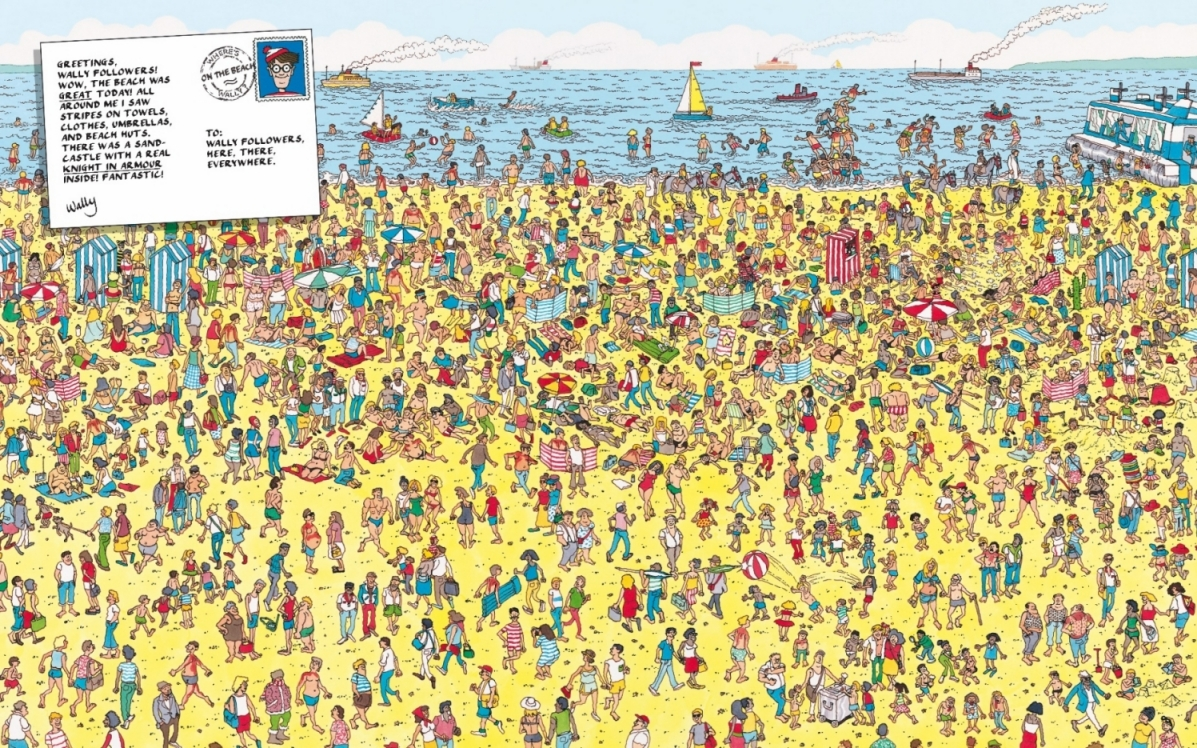 GREETINGS,
WALLY FOLLOWERS!
WOW, THE BEACH WAS
GREAT TODAY! ALL
AROUND ME I SAW
STRIPES ON TOWELS,
CLOTHES, UMBRELLAS,
AND BEACH HUTS.
THERE WAS A SAND-
CASTLE WITH A REAL
KNIGHT IN ARMOUR
INSIDE! FANTASTIC!
Wally
WHERE'S
ON THE BEACH
WALLY?
TO:
WALLY FOLLOWERS,
HERE, THERE,
EVERYWHERE.